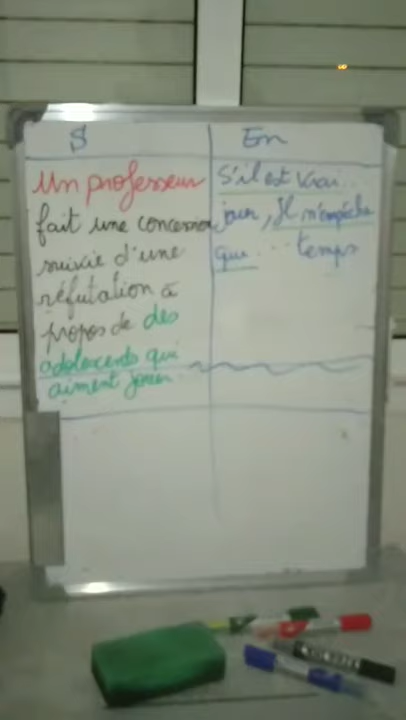 S
En
Un professeur
fait une concession
suivie d'une
réfutation à
propos de des
adolescents qui
aiment jouer.
S'il est vrai...
jouer, Il n'empêche
que ... temps